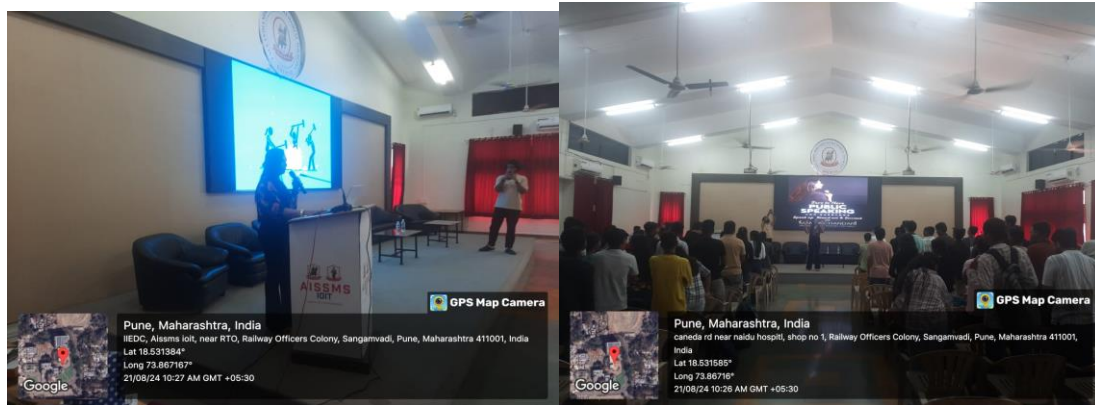 AISSMS
IOIT
GPS Map Camera
Pune, Maharashtra, India
IIEDC, Aissms ioit, near RTO, Railway Officers Colony, Sangamvadi, Pune, Maharashtra 411001, India
Lat 18.531384°
Long 73.867167°
21/08/24 10:27 AM GMT +05:30
Google
PUBLIC
SPEAKING
GPS Map Camera
Pune, Maharashtra, India
caneda rd near naidu hospitl, shop no 1, Railway Officers Colony, Sangamvadi, Pune, Maharashtra 411001,
India
Lat 18.531585°
Long 73.86716°
21/08/24 10:26 AM GMT +05:30
Google